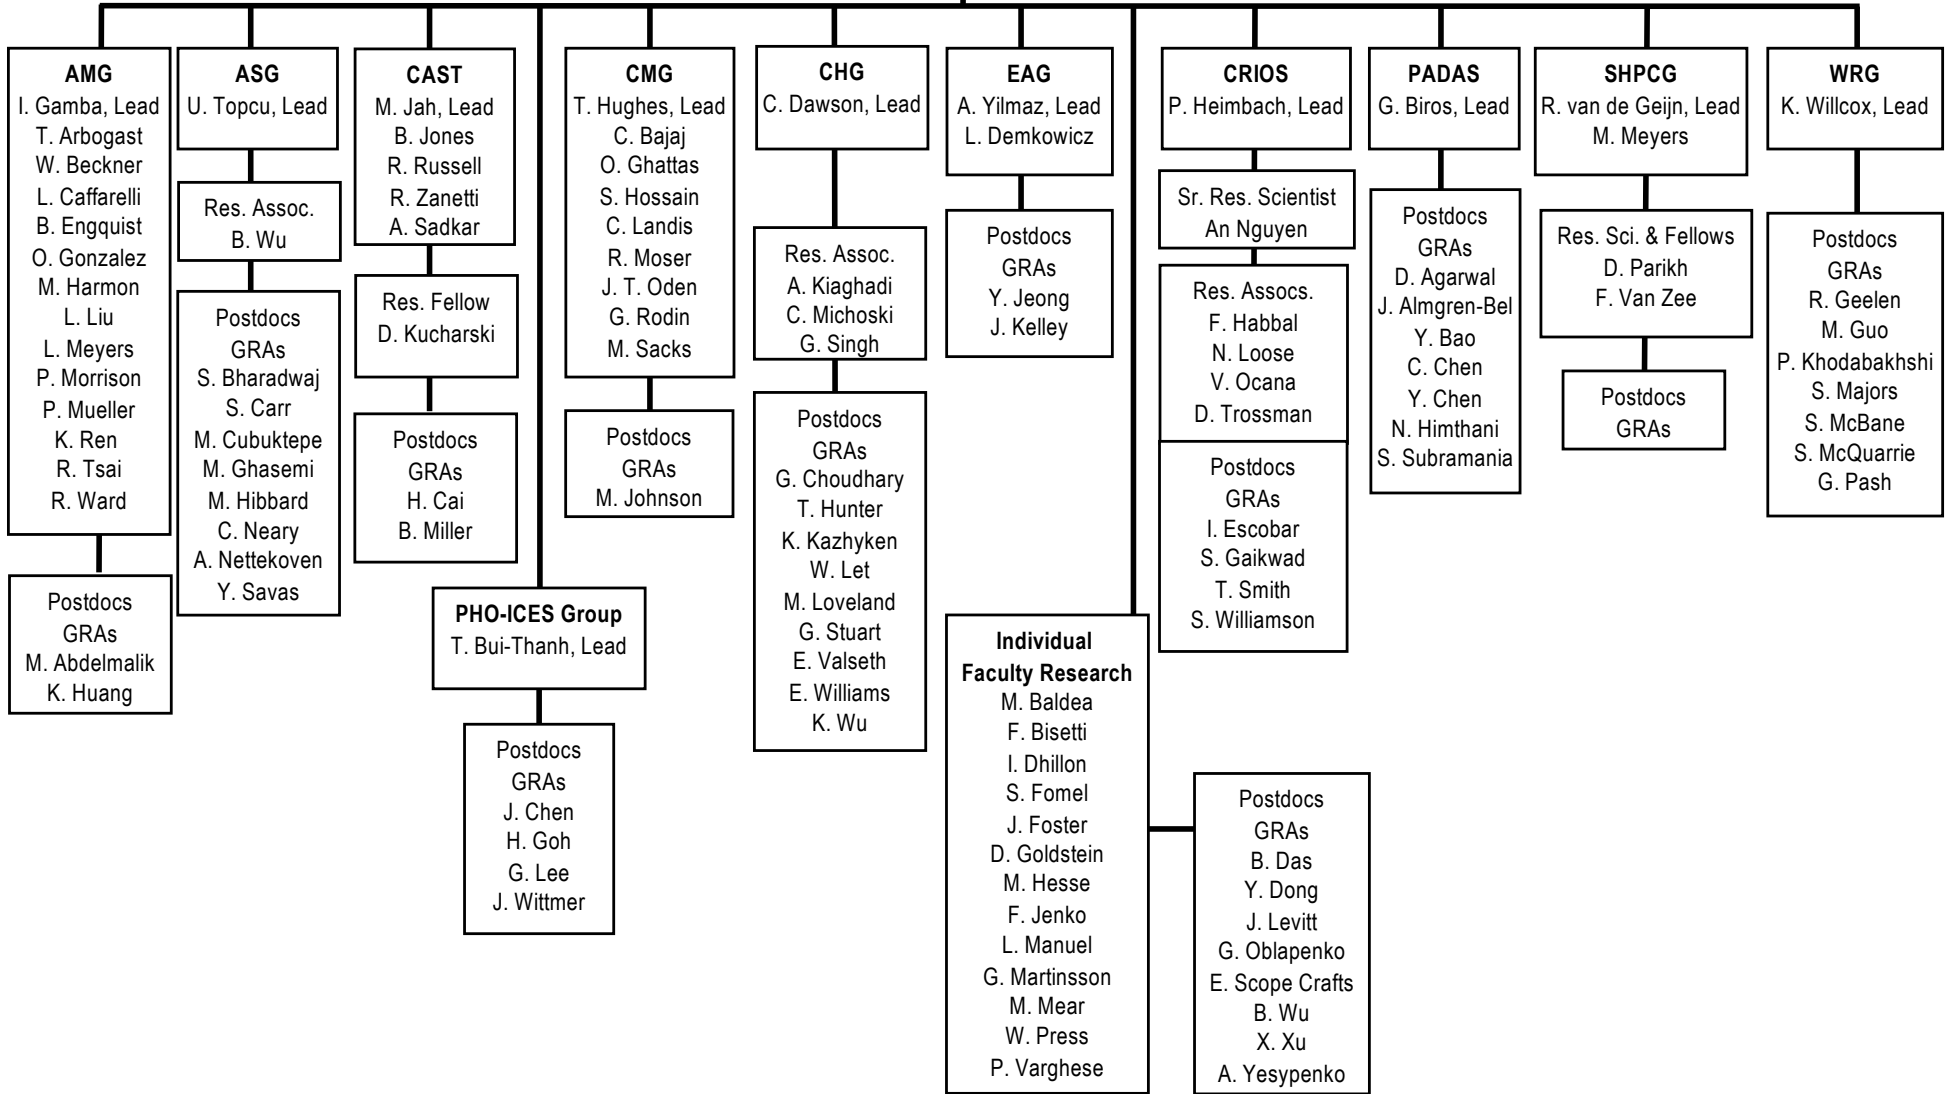 AMG
I. Gamba, Lead
T. Arbogast
W. Beckner
L. Caffarelli
B. Engquist
O. Gonzalez
M. Harmon
L. Liu
L. Meyers
P. Morrison
P. Mueller
K. Ren
R. Tsai
R. Ward
Postdocs
GRAs
M. Abdelmalik
K. Huang
ASG
U. Topcu, Lead
Res. Assoc.
B. Wu
Postdocs
GRAs
S. Bharadwaj
S. Carr
M. Cubuktepe
M. Ghasemi
M. Hibbard
C. Neary
A. Nettekoven
Y. Savas
CAST
M. Jah, Lead
B. Jones
R. Russell
R. Zanetti
A. Sadkar
Res. Fellow
D. Kucharski
Postdocs
GRAs
H. Cai
B. Miller
PHO-ICES Group
T. Bui-Thanh, Lead
Postdocs
GRAs
J. Chen
H. Goh
G. Lee
J. Wittmer
CMG
T. Hughes, Lead
C. Bajaj
O. Ghattas
S. Hossain
C. Landis
R. Moser
J. T. Oden
G. Rodin
M. Sacks
Postdocs
GRAs
M. Johnson
CHG
C. Dawson, Lead
Res. Assoc.
A. Kiaghadi
C. Michoski
G. Singh
Postdocs
GRAs
G. Choudhary
T. Hunter
K. Kazhyken
W. Let
M. Loveland
G. Stuart
E. Valseth
E. Williams
K. Wu
EAG
A. Yilmaz, Lead
L. Demkowicz
Postdocs
GRAs
Y. Jeong
J. Kelley
Individual
Faculty Research
M. Baldea
F. Bisetti
I. Dhillon
S. Fomel
J. Foster
D. Goldstein
M. Hesse
F. Jenko
L. Manuel
G. Martinsson
M. Mear
W. Press
P. Varghese
Postdocs
GRAs
B. Das
Y. Dong
J. Levitt
G. Oblapenko
E. Scope Crafts
B. Wu
X. Xu
A. Yesypenko
CRIOS
P. Heimbach, Lead
Sr. Res. Scientist
An Nguyen
Res. Assocs.
F. Habbal
N. Loose
V. Ocana
D. Trossman
Postdocs
GRAs
I. Escobar
S. Gaikwad
T. Smith
S. Williamson
PADAS
G. Biros, Lead
Postdocs
GRAs
D. Agarwal
J. Almgren-Bel
Y. Bao
C. Chen
Y. Chen
N. Himthani
S. Subramania
SHPCG
R. van de Geijn, Lead
M. Meyers
Res. Sci. & Fellows
D. Parikh
F. Van Zee
Postdocs
GRAs
WRG
K. Willcox, Lead
Postdocs
GRAs
R. Geelen
M. Guo
P. Khodabakhshi
S. Majors
S. McBane
S. McQuarrie
G. Pash